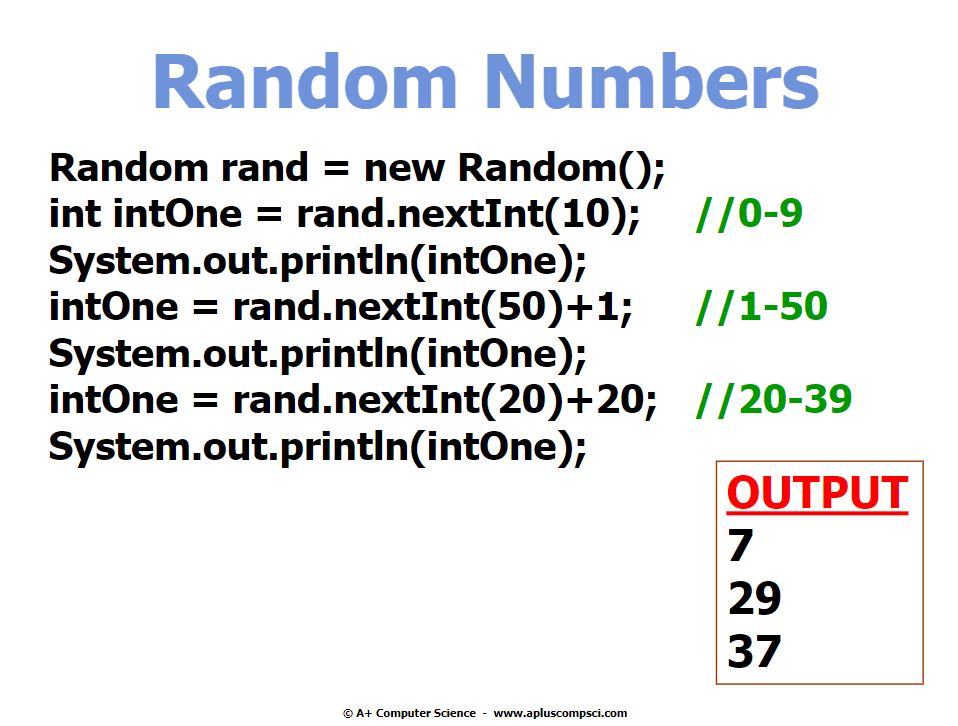 Random Numbers
Random rand = new Random();
int intOne = rand.nextInt(10); //0-9
System.out.println(intOne);
intOne = rand.nextInt(50)+1; //1-50
System.out.println(intOne);
intOne = rand.nextInt(20)+20; //20-39
System.out.println(intOne);
OUTPUT
7
29
37
© A+ Computer Science - www.apluscompsci.com